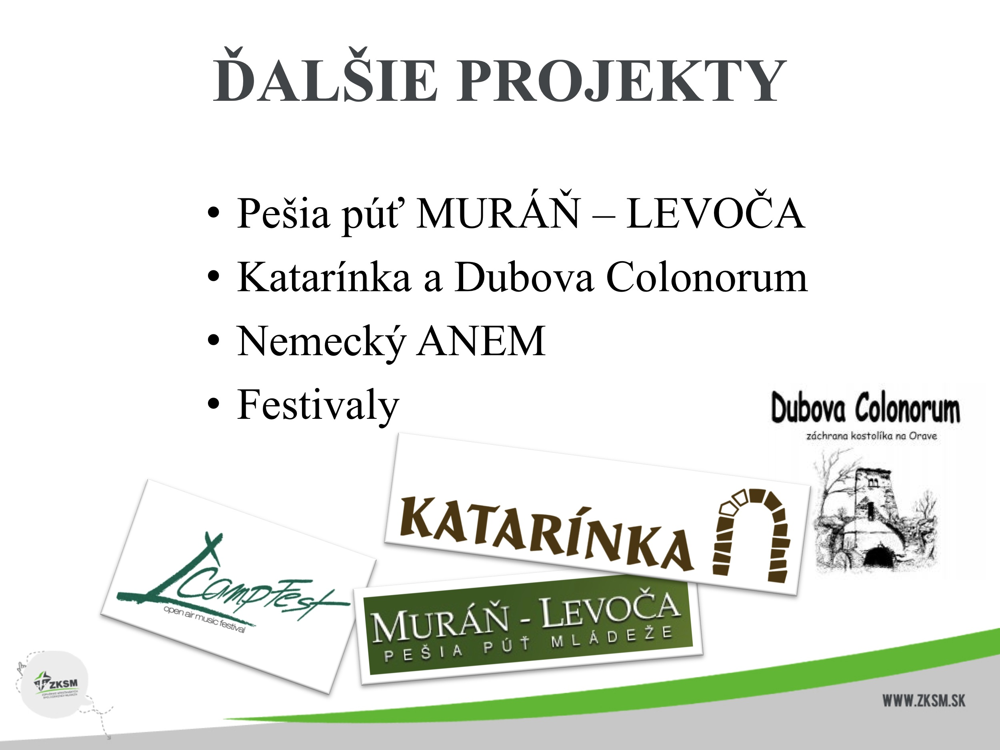 ĎALŠIE PROJEKTY
• Pešia púť MURÁŇ – LEVOČA
• Katarínka a Dubova Colonorum
• Nemecký ANEM
• Festivaly
Dubova Colonorum
záchrana kostolíka na Orave
KATARÍNKA
CampFest
open air music festival
MURÁŇ - LEVOČA
PEŠIA PÚŤ MLÁDEŽE
ZKSM
WWW.ZKSM.SK